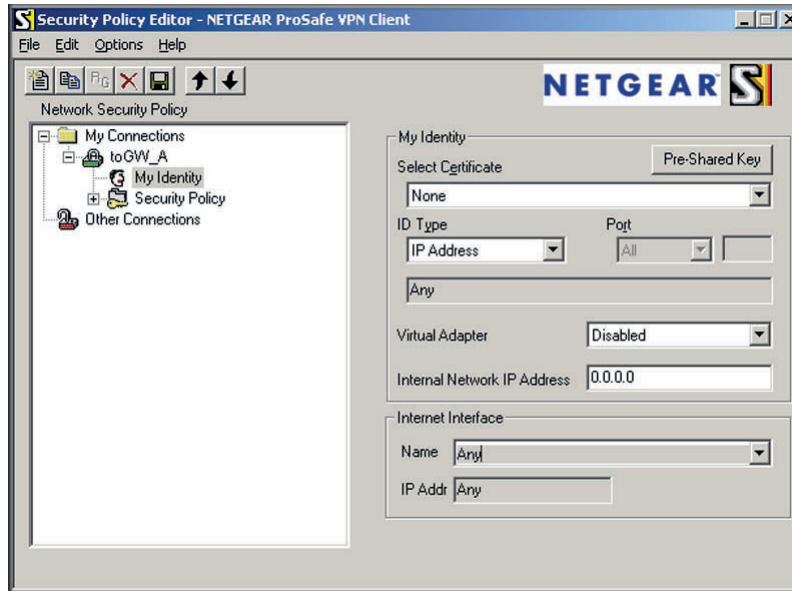 Security Policy Editor - NETGEAR ProSafe VPN Client
File Edit Options Help
NETGEAR S
Network Security Policy
My Connections
toGW_A
My Identity
Security Policy
Other Connections
My Identity
Select Certificate
Pre-Shared Key
None
ID Type
Port
IP Address
All
Any
Virtual Adapter
Disabled
Internal Network IP Address
0.0.0.0
Internet Interface
Name
Any
IP Addr
Any